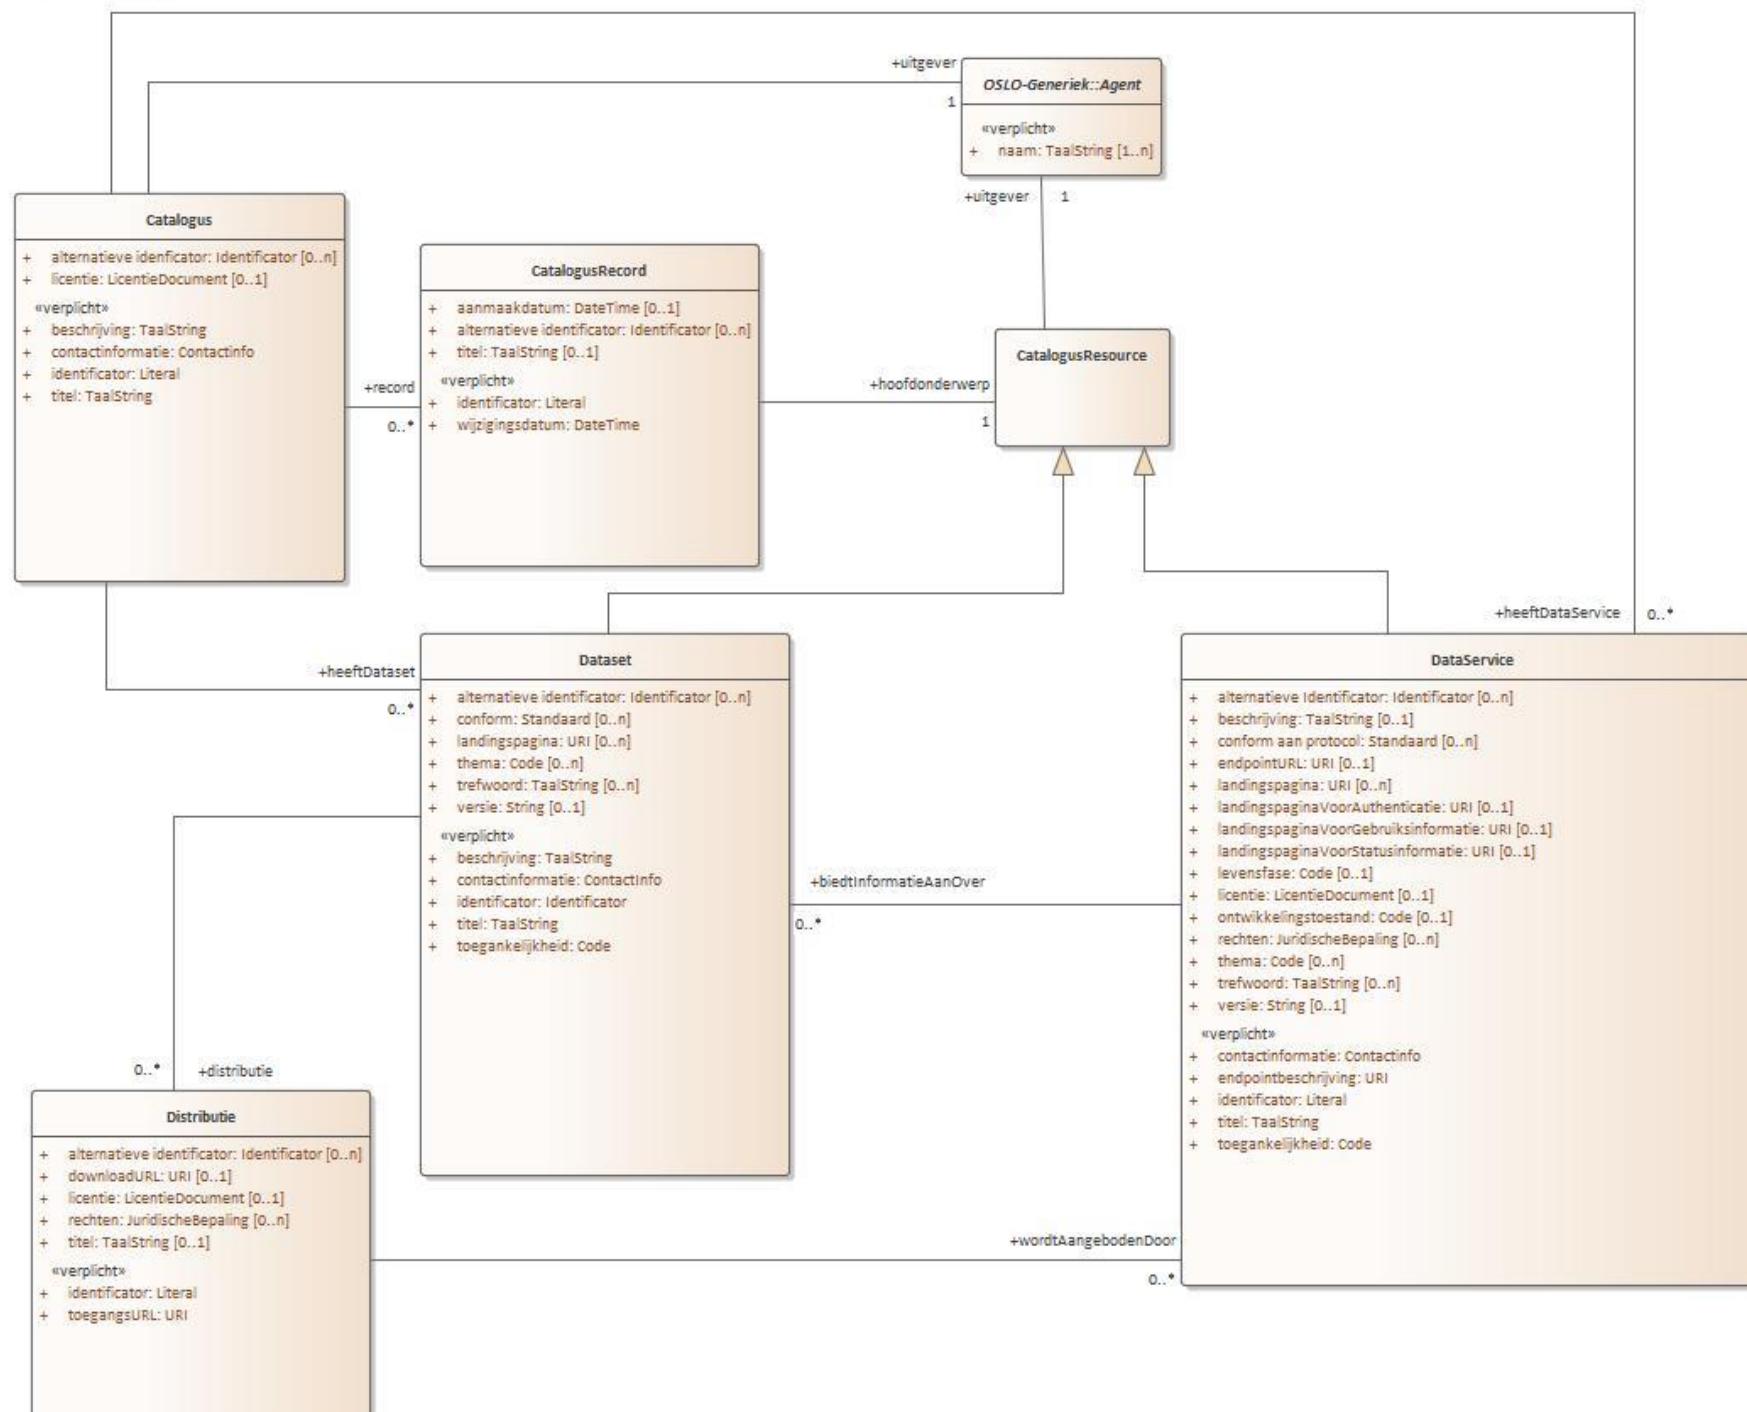 +uitgever
1
OSLO-Generiek::Agent
«verplicht»
+ naam: TaalString [1..n]
+uitgever 1
Catalogus
+ alternatieve idenficator: Identificator [0..n]
+ licentie: LicentieDocument [0..1]
«verplicht»
+ beschrijving: TaalString
+ contactinformatie: Contactinfo
+ identificator: Literal
+ titel: TaalString
+record
0..*
CatalogusRecord
+ aanmaakdatum: DateTime [0..1]
+ alternatieve identificator: Identificator [0..n]
+ titel: TaalString [0..1]
«verplicht»
+ identificator: Literal
+ wijzigingsdatum: DateTime
+hoofdonderwerp
1
CatalogusResource
+heeftDataService 0..*
+heeftDataset
0..*
Dataset
+ alternatieve identificator: Identificator [0..n]
+ conform: Standaard [0..n]
+ landingspagina: URI [0..n]
+ thema: Code [0..n]
+ trefwoord: TaalString [0..n]
+ versie: String [0..1]
«verplicht»
+ beschrijving: TaalString
+ contactinformatie: ContactInfo
+ identificator: Identificator
+ titel: TaalString
+ toegankelijkheid: Code
+biedtInformatieAanOver
0..*
DataService
+ alternatieve Identificator: Identificator [0..n]
+ beschrijving: TaalString [0..1]
+ conform aan protocol: Standaard [0..n]
+ endpointURL: URI [0..1]
+ landingspagina: URI [0..n]
+ landingspaginaVoorAuthenticatie: URI [0..1]
+ landingspaginaVoorGebruiksinformatie: URI [0..1]
+ landingspaginaVoorStatusinformatie: URI [0..1]
+ levensfase: Code [0..1]
+ licentie: LicentieDocument [0..1]
+ ontwikkelingstoestand: Code [0..1]
+ rechten: JuridischeBepaling [0..n]
+ thema: Code [0..n]
+ trefwoord: TaalString [0..n]
+ versie: String [0..1]
«verplicht»
+ contactinformatie: Contactinfo
+ endpointbeschrijving: URI
+ identificator: Literal
+ titel: TaalString
+ toegankelijkheid: Code
0..* +distributie
Distributie
+ alternatieve identificator: Identificator [0..n]
+ downloadURL: URI [0..1]
+ licentie: LicentieDocument [0..1]
+ rechten: JuridischeBepaling [0..n]
+ titel: TaalString [0..1]
«verplicht»
+ identificator: Literal
+ toegangsURL: URI
+wordtAangebodenDoor
0..*